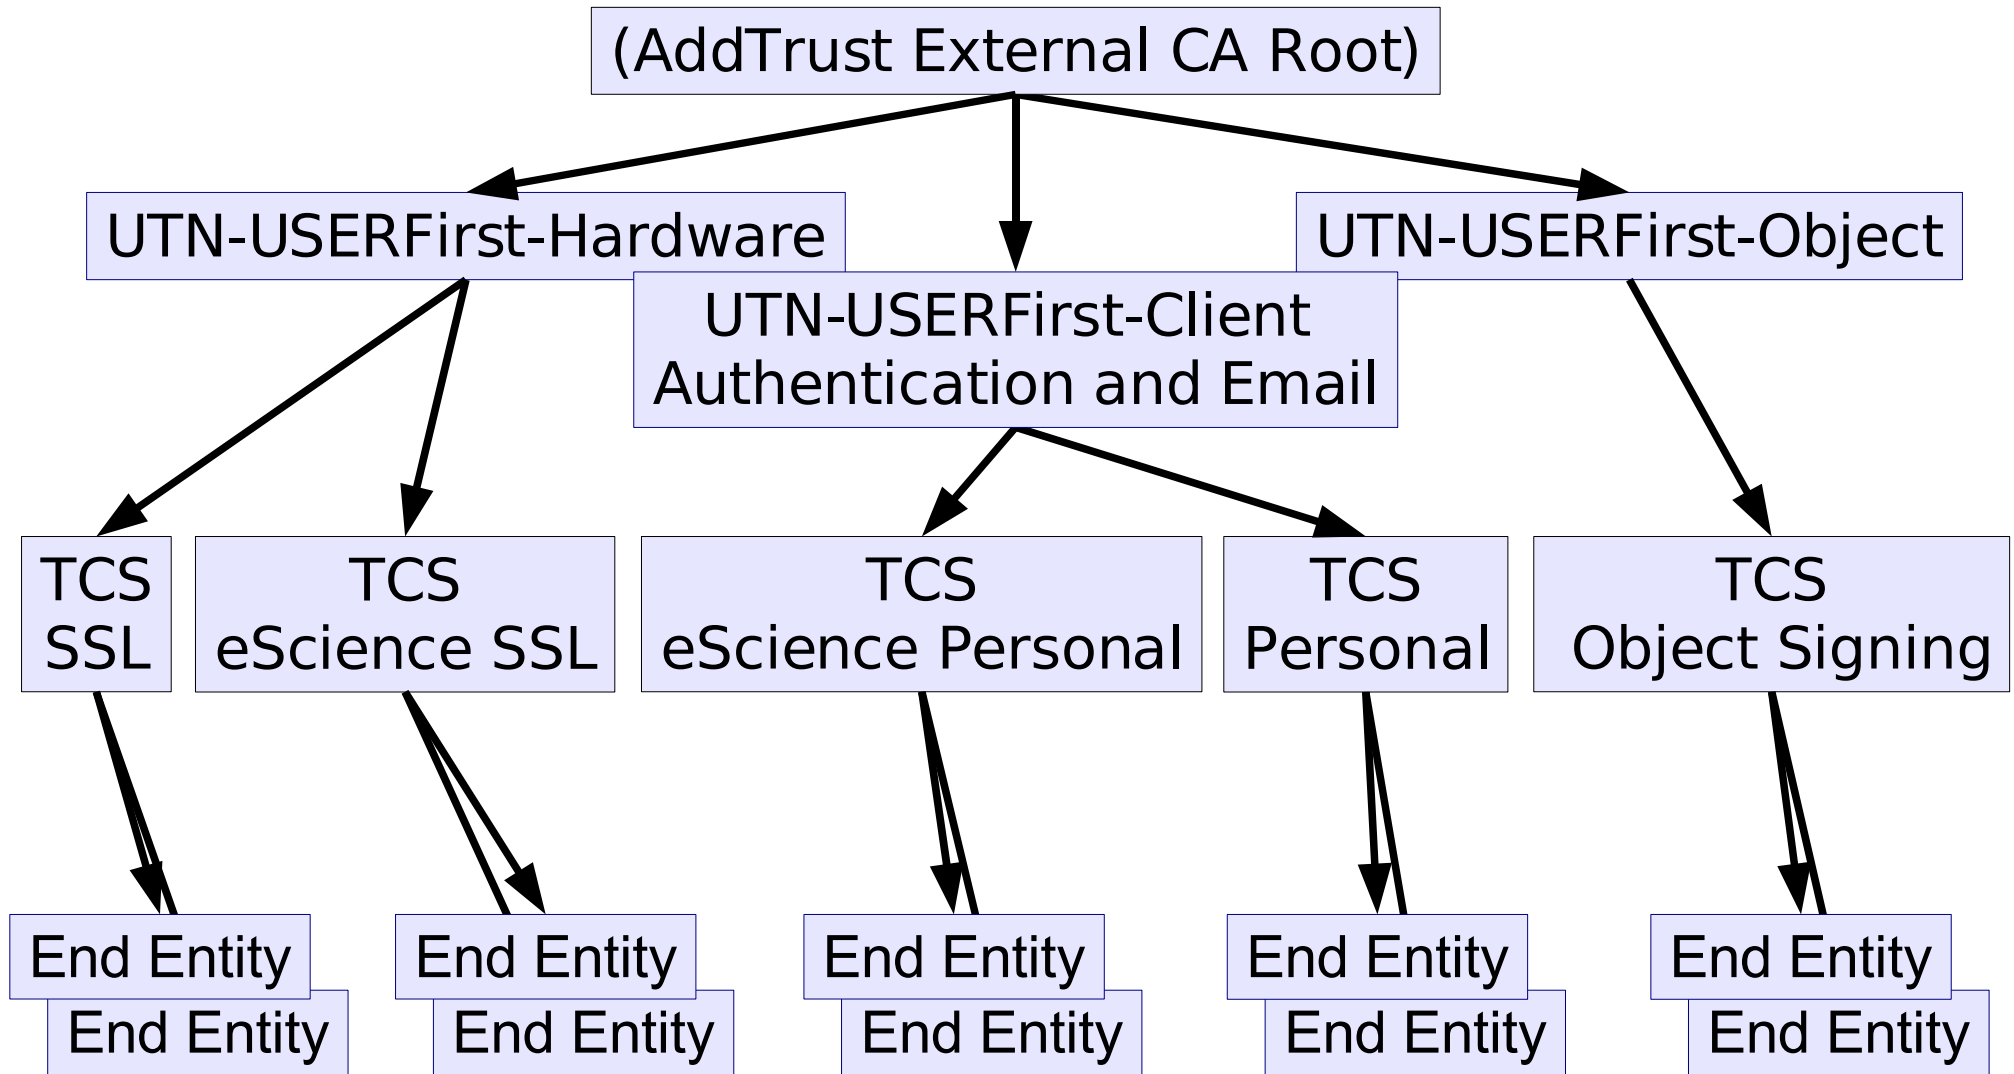 (AddTrust External CA Root)
UTN-USERFirst-Hardware
UTN-USERFirst-Object
UTN-USERFirst-Client
Authentication and Email
TCS
SSL
TCS
eScience SSL
TCS
eScience Personal
TCS
Personal
TCS
Object Signing
End Entity
End Entity
End Entity
End Entity
End Entity
End Entity
End Entity
End Entity
End Entity
End Entity